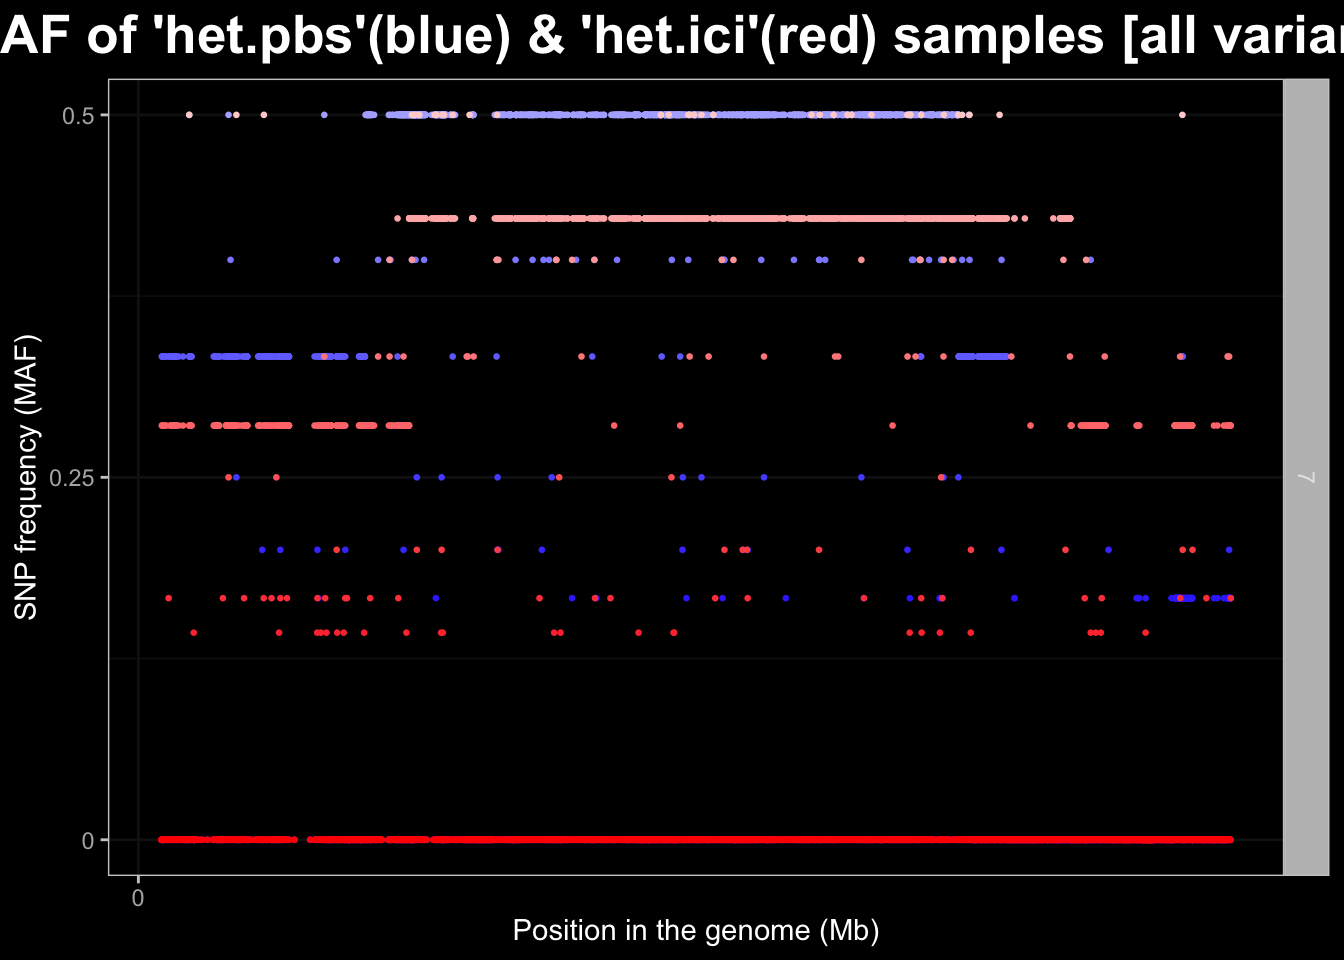 AF of 'het.pbs'(blue) & 'het.ici'(red) samples [all varia
0.5
0.25
0
SNP frequency (MAF)
7
0
Position in the genome (Mb)